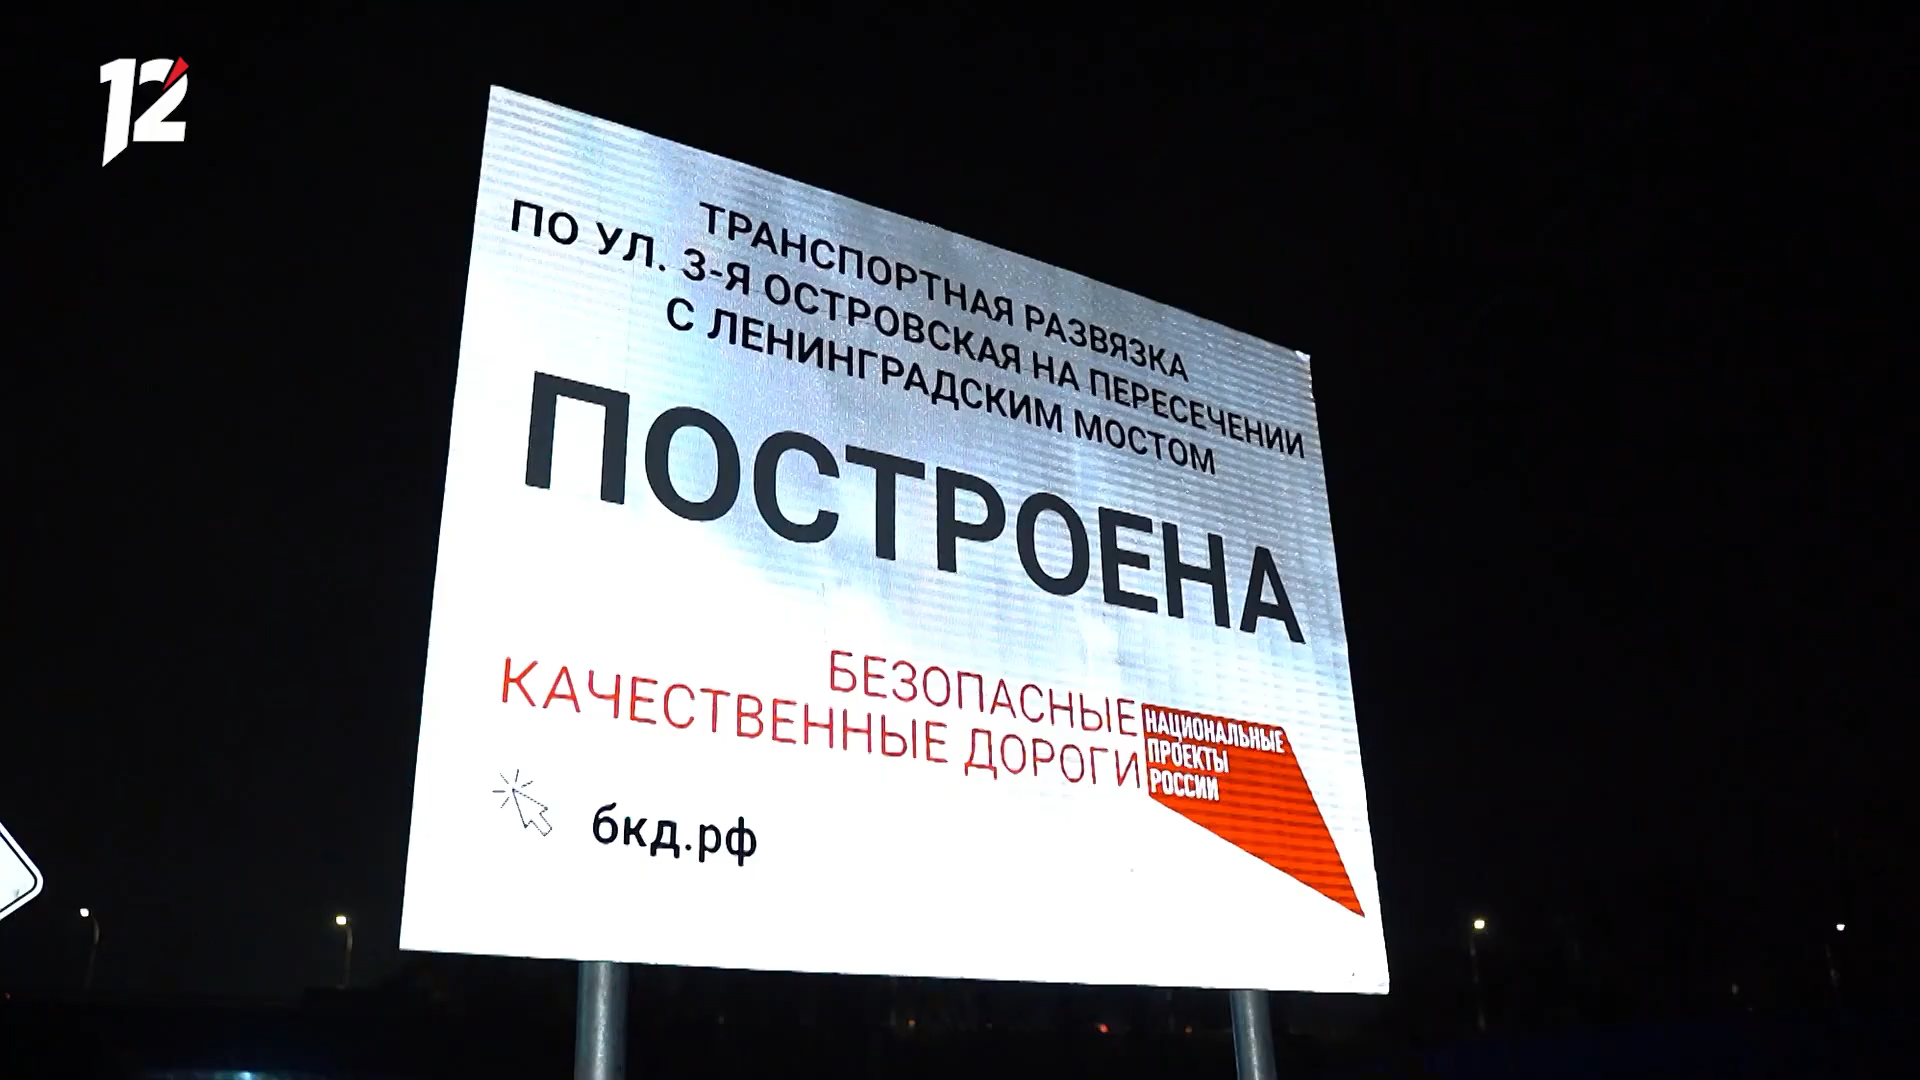 12
ТРАНСПОРТНАЯ РАЗВЯЗКА
ПО УЛ. 3-Я ОСТРОВСКАЯ НА ПЕРЕСЕЧЕНИИ
С ЛЕНИНГРАДСКИМ МОСТОМ
ПОСТРОЕНА
БЕЗОПАСНЫЕ
КАЧЕСТВЕННЫЕ ДОРОГИ
НАЦИОНАЛЬНЫЕ
ПРОЕКТЫ
РОССИИ
бкд.рф